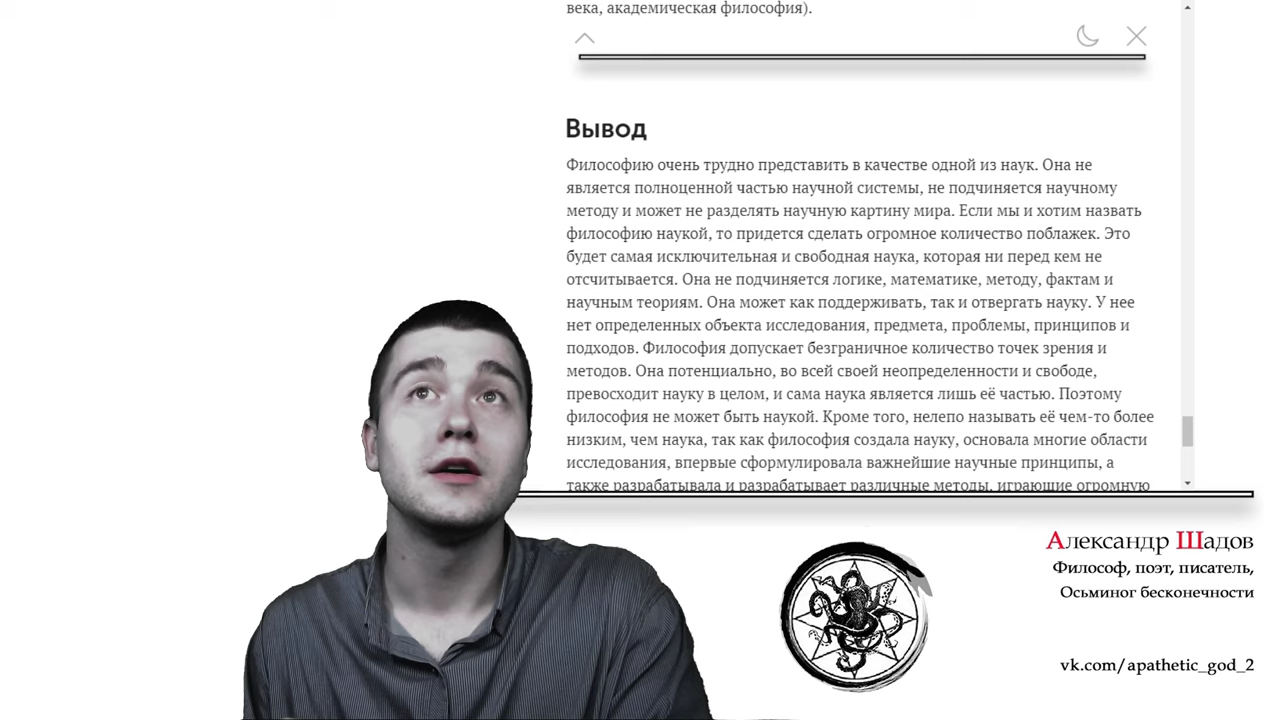 века, академическая философия).
Вывод
Философию очень трудно представить в качестве одной из наук. Она не
является полноценной частью научной системы, не подчиняется научному
методу и может не разделять научную картину мира. Если мы и хотим назвать
философию наукой, то придется сделать огромное количество поблажек. Это
будет самая исключительная и свободная наука, которая ни перед кем не
отсчитывается. Она не подчиняется логике, математике, методу, фактам и
научным теориям. Она может как поддерживать, так и отвергать науку. У нее
нет определенных объекта исследования, предмета, проблемы, принципов и
подходов. Философия допускает безграничное количество точек зрения и
методов. Она потенциально, во всей своей неопределенности и свободе,
превосходит науку в целом, и сама наука является лишь её частью. Поэтому
философия не может быть наукой. Кроме того, нелепо называть её чем-то более
низким, чем наука, так как философия создала науку, основала многие области
исследования, впервые сформулировала важнейшие научные принципы, а
также разрабатывала и разрабатывает различные методы, играющие огромную
Александр Шадов
Философ, поэт, писатель,
Осьминог бесконечности
vk.com/apathetic_god_2